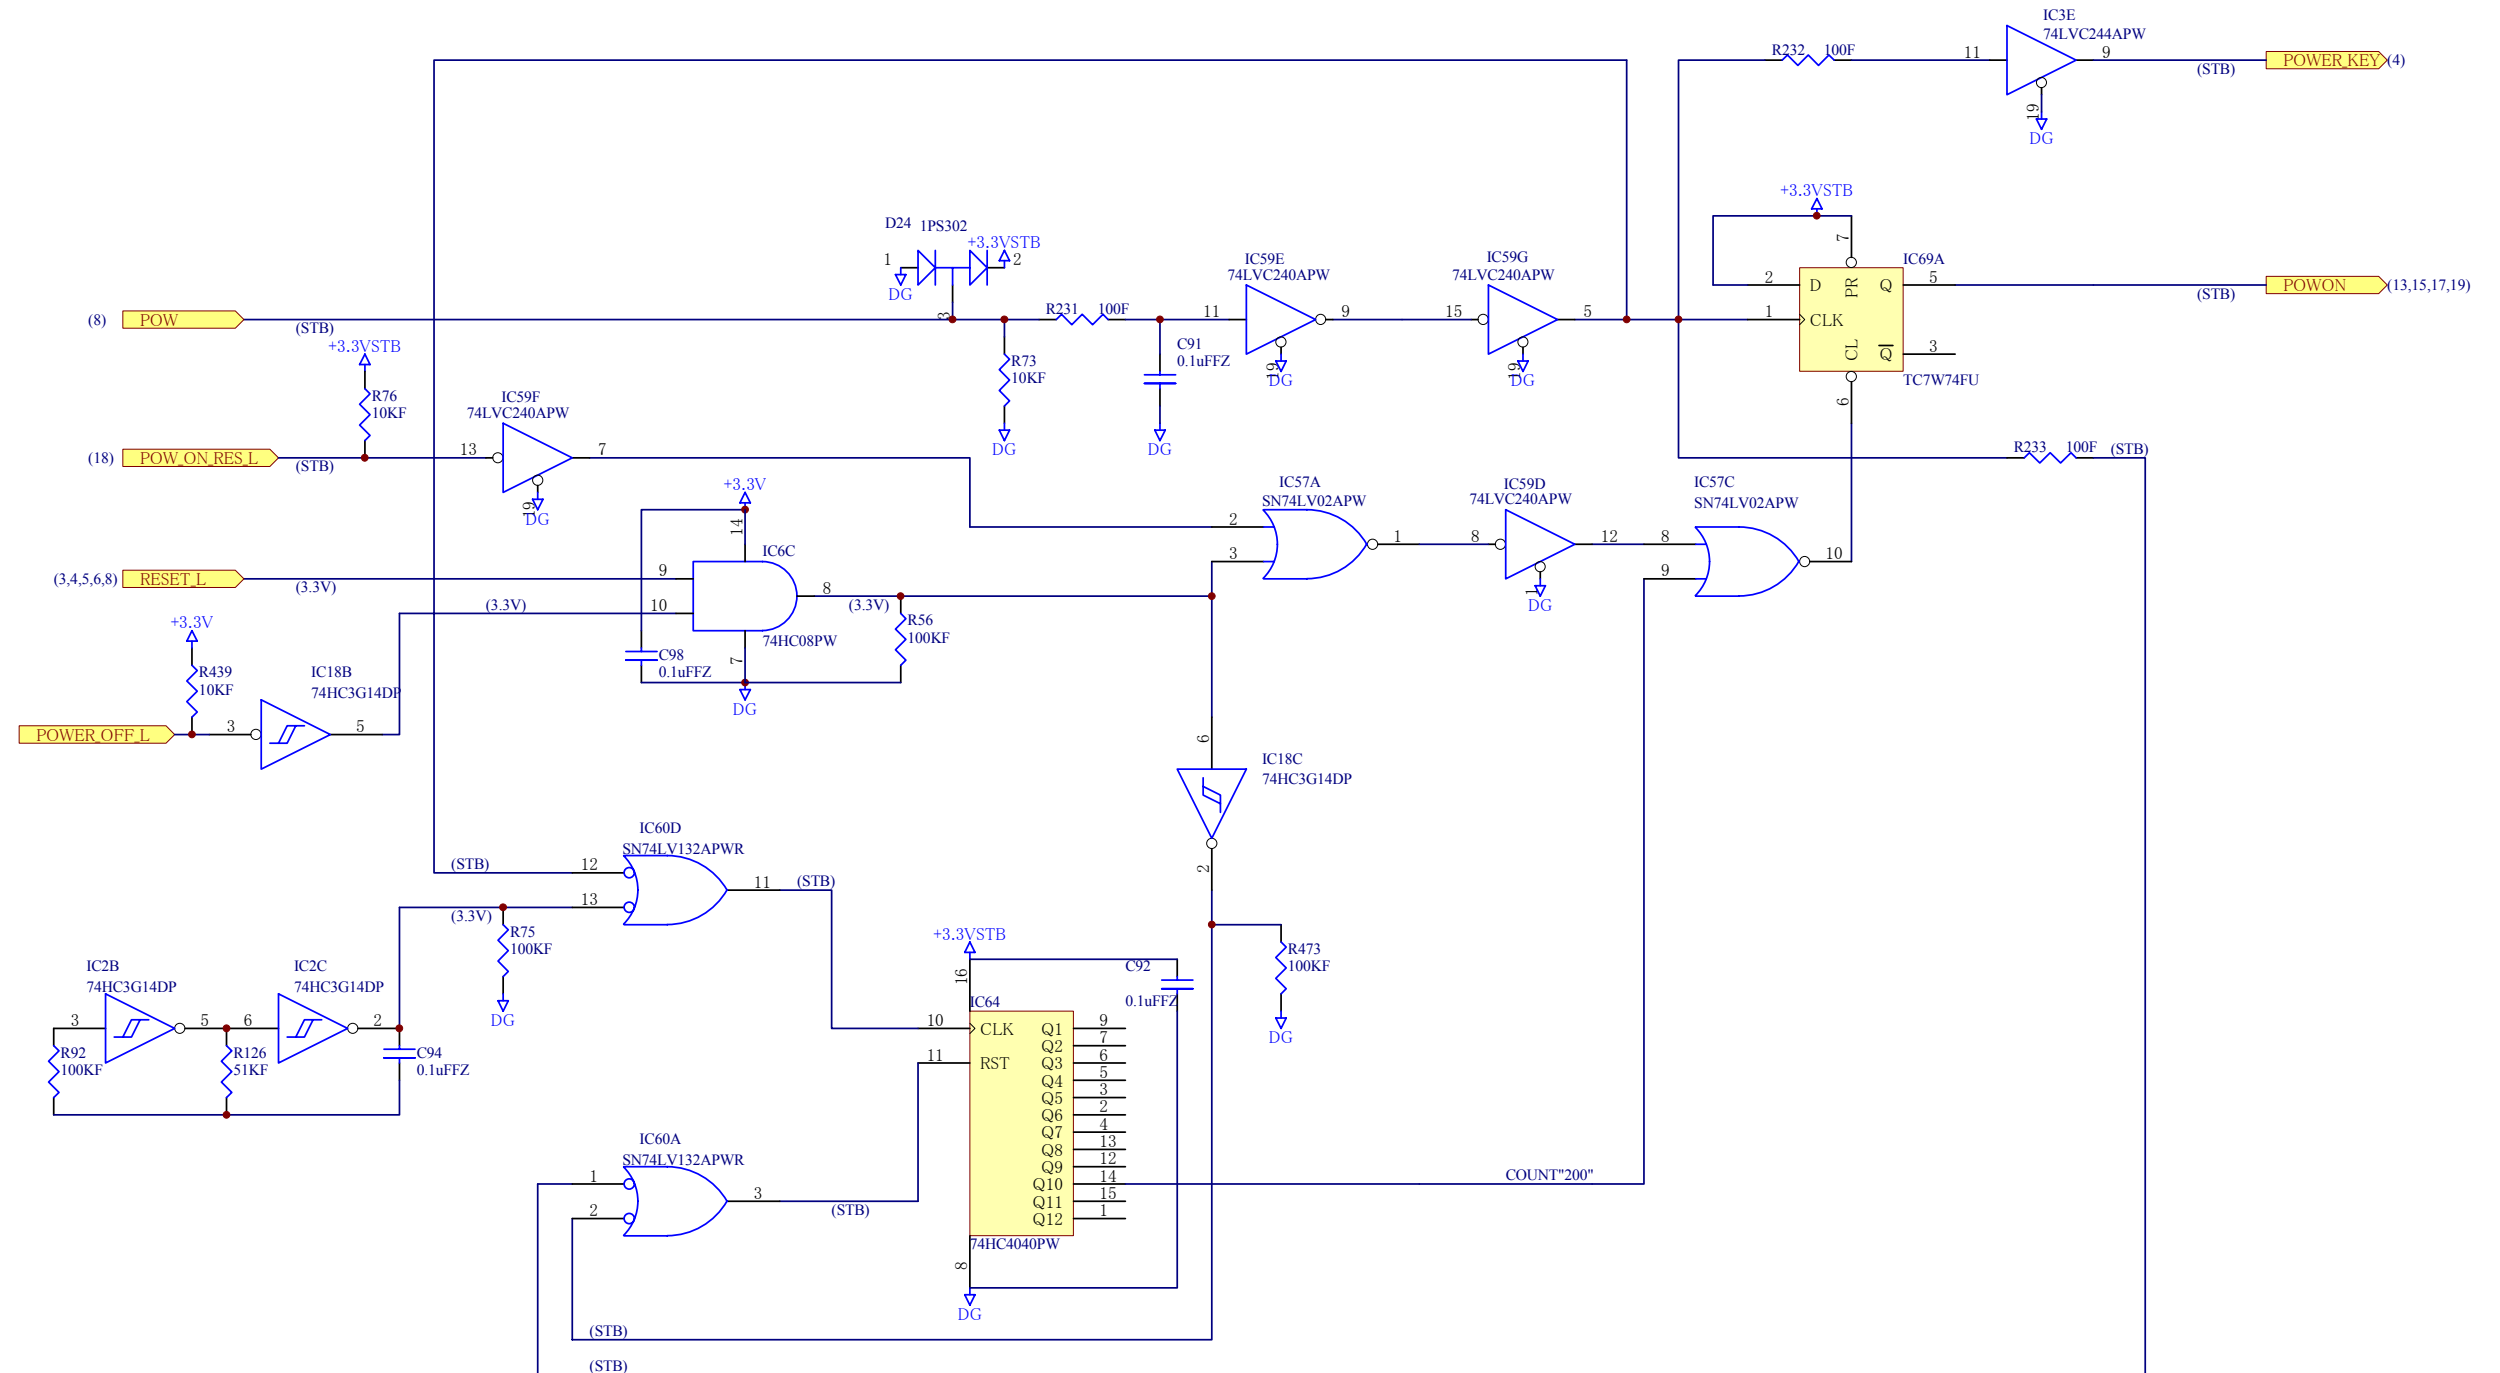 IC3E
74LVC244APW
R232 100F
11
9
19
DG
(STB)
POWER_KEY
(4)
+3.3VSTB
D24 1PS302
+3.3VSTB
1
2
DG
3
7
IC69A
2
D
PR
Q
5
1
CLK
CL
Q
3
6
TC7W74FU
(STB)
POWON
(13,15,17,19)
(8)
POW
(STB)
R231 100F
R73
10KF
DG
C91
0.1uFFZ
DG
IC59E
74LVC240APW
11
9
19
DG
IC59G
74LVC240APW
15
5
19
DG
+3.3VSTB
R76
10KF
(18)
POW_ON_RES_L
(STB)
IC59F
74LVC240APW
13
7
19
DG
R233 100F
(STB)
+3.3V
14
IC6C
9
10
8
7
74HC08PW
C98
0.1uFFZ
DG
(3,4,5,6,8)
RESET_L
(3.3V)
(3.3V)
(3.3V)
R56
100KF
IC57A
SN74LV02APW
2
3
1
IC59D
74LVC240APW
8
12
1
DG
IC57C
SN74LV02APW
8
9
10
+3.3V
R439
10KF
IC18B
74HC3G14DP
POWER_OFF_L
3
5
6
IC18C
74HC3G14DP
2
IC60D
SN74LV132APWR
(STB)
12
13
11
(STB)
(3.3V)
R75
100KF
DG
R473
100KF
DG
IC2B
74HC3G14DP
3
5
IC2C
74HC3G14DP
6
2
R92
100KF
R126
51KF
C94
0.1uFFZ
+3.3VSTB
16
C92
0.1uFFZ
IC64
10
CLK
11
RST
Q1 9
Q2 7
Q3 6
Q4 5
Q5 3
Q6 2
Q7 4
Q8 13
Q9 12
Q10 14
Q11 15
Q12 1
74HC4040PW
8
DG
COUNT"200"
IC60A
SN74LV132APWR
1
2
3
(STB)
(STB)
(STB)